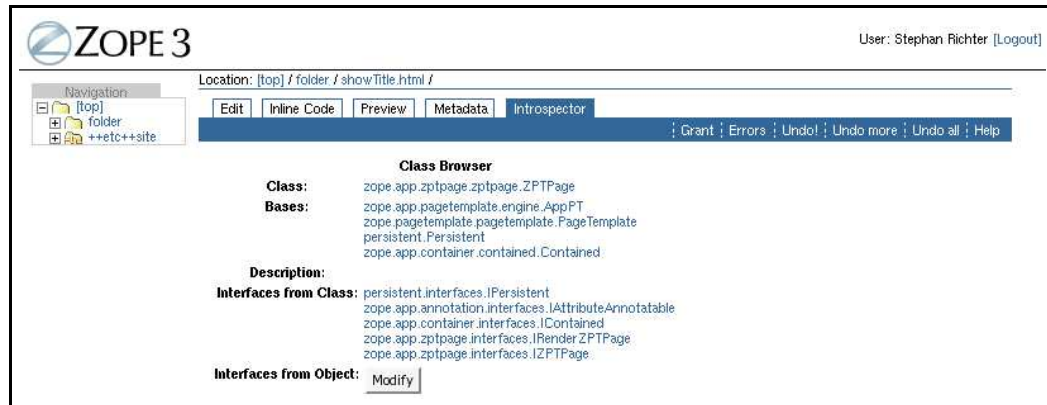 ZOPE 3
User: Stephan Richter [Logout]
Location: [top] / folder / showTitle.html /
Navigation
[top]
folder
++etc++site
Edit Inline Code Preview Metadata Introspector
Grant Errors Undo! Undo more Undo all Help
Class Browser
Class: zope.app.zptpage.zptpage.ZPTPage
Bases: zope.app.pagetemplate.engine.AppPT
zope.pagetemplate.pagetemplate.PageTemplate
persistent.Persistent
zope.app.container.contained.Contained
Description:
Interfaces from Class: persistent.interfaces.IPersistent
zope.app.annotation.interfaces.IAttributeAnnotatable
zope.app.container.interfaces.IContained
zope.app.zptpage.interfaces.IRenderZPTPage
zope.app.zptpage.interfaces.IZPTPage
Interfaces from Object: Modify